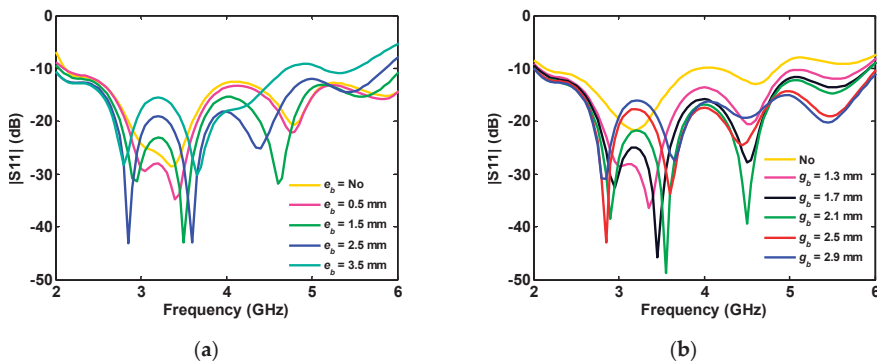 0
-10
-20
-30
-40
-50
|S11| (dB)
e_b = No
e_b = 0.5 mm
e_b = 1.5 mm
e_b = 2.5 mm
e_b = 3.5 mm
2 3 4 5 6
Frequency (GHz)
(a)
0
-10
-20
-30
-40
-50
|S11| (dB)
No
g_b = 1.3 mm
g_b = 1.7 mm
g_b = 2.1 mm
g_b = 2.5 mm
g_b = 2.9 mm
2 3 4 5 6
Frequency (GHz)
(b)